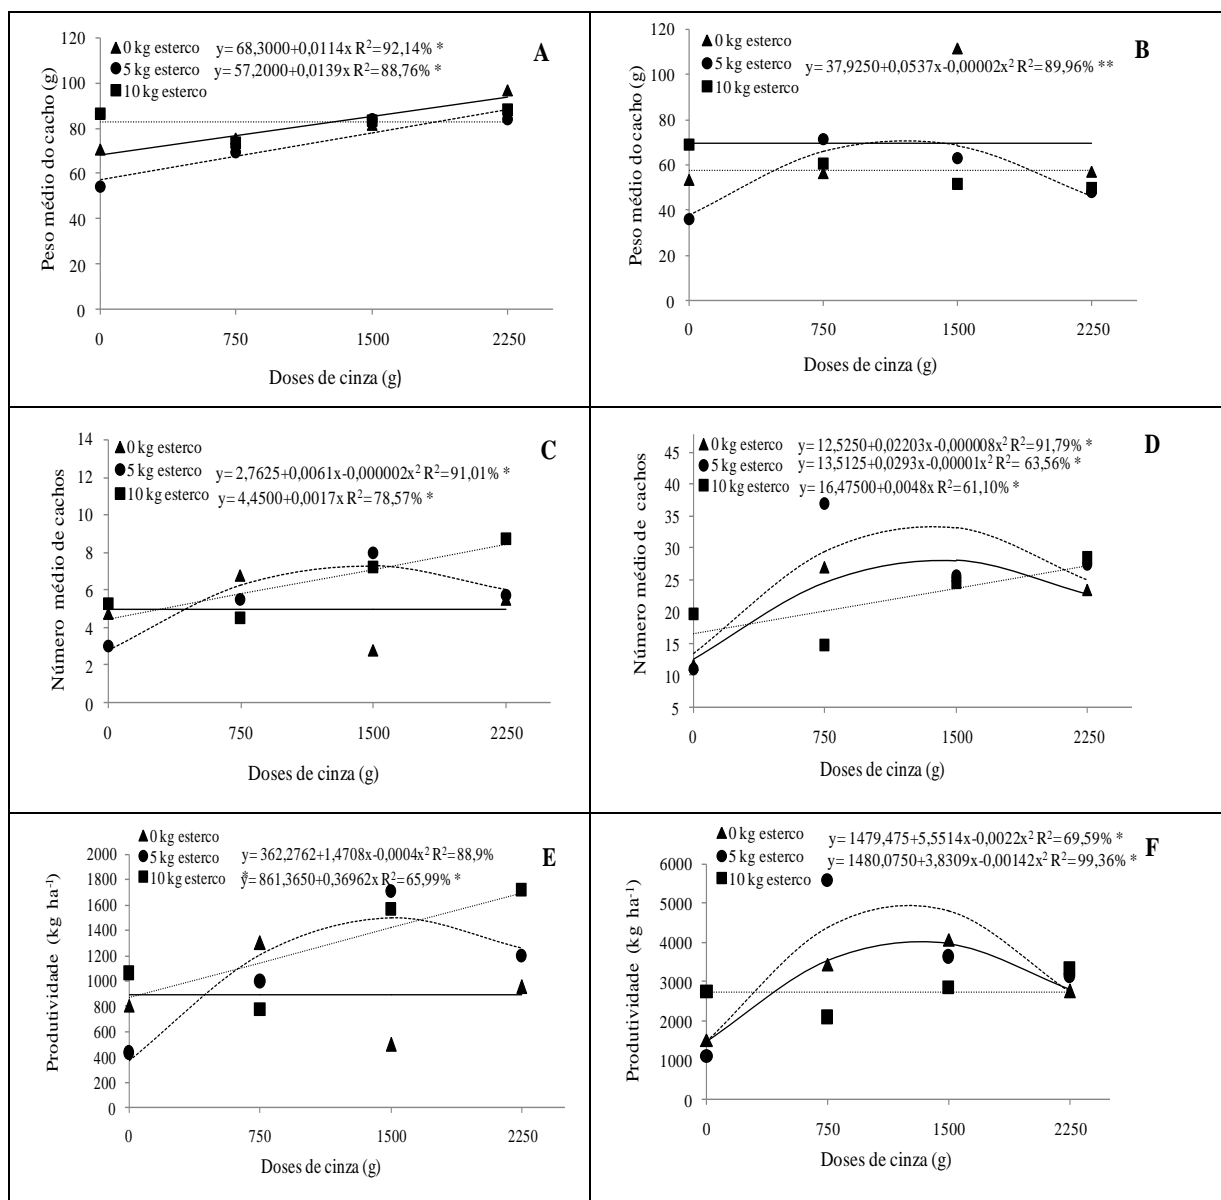 A
0 kg esterco y= 68,3000+0,0114x R²=92,14% *
5 kg esterco y= 57,2000+0,0139x R²=88,76% *
10 kg esterco
Peso médio do cacho (g)
120
100
80
60
40
20
0
0 750 1500 2250
Doses de cinza (g)
B
0 kg esterco
5 kg esterco y= 37,9250+0,0537x-0,00002x² R²=89,96% **
10 kg esterco
Peso médio do cacho (g)
120
100
80
60
40
20
0
0 750 1500 2250
Doses de cinza (g)
C
0 kg esterco
5 kg esterco y= 2,7625+0,0061x-0,000002x² R²=91,01% *
10 kg esterco y= 4,4500+0,0017x R²=78,57% *
Número médio de cachos
14
12
10
8
6
4
2
0
0 750 1500 2250
Doses de cinza (g)
D
0 kg esterco y= 12,5250+0,02203x-0,000008x² R²=91,79% *
5 kg esterco y= 13,5125+0,0293x-0,00001x² R²= 63,56% *
10 kg esterco y= 16,47500+0,0048x R²=61,10% *
Número médio de cachos
45
40
35
30
25
20
15
10
5
0 750 1500 2250
Doses de cinza (g)
E
0 kg esterco
5 kg esterco y= 362,2762+1,4708x-0,0004x² R²=88,9%
*
10 kg esterco y= 861,3650+0,36962x R²=65,99% *
Produtividade (kg ha⁻¹)
2000
1800
1600
1400
1200
1000
800
600
400
200
0
0 750 1500 2250
Doses de cinza (g)
F
0 kg esterco y= 1479,475+5,5514x-0,0022x² R²=69,59% *
5 kg esterco y= 1480,0750+3,8309x-0,00142x² R²=99,36% *
10 kg esterco
Produtividade (kg ha⁻¹)
6000
5000
4000
3000
2000
1000
0
0 750 1500 2250
Doses de cinza (g)